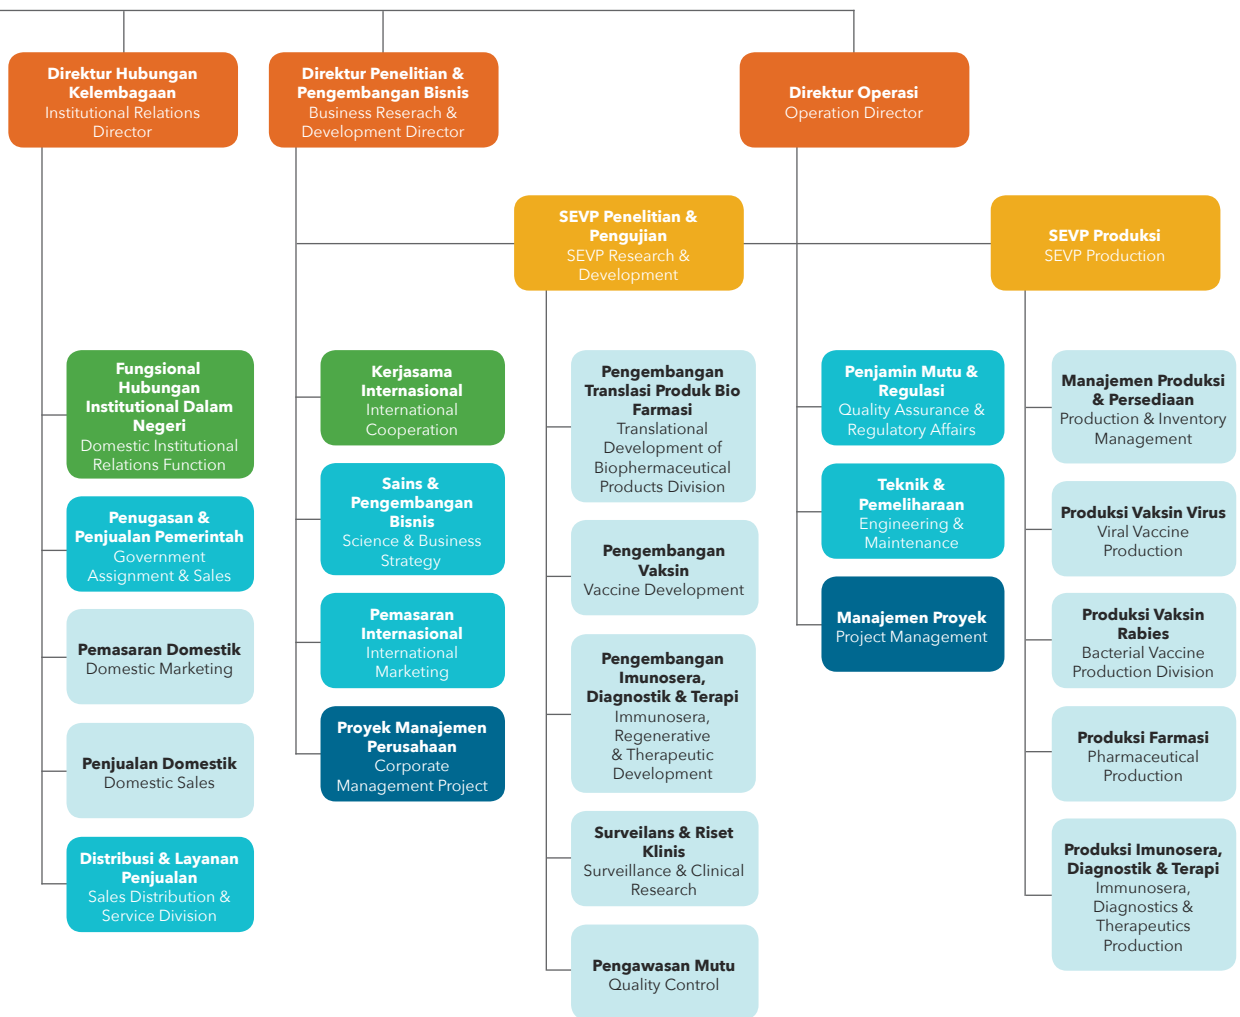 Direktur Hubungan
Kelembagaan
Institutional Relations
Director
Direktur Penelitian &
Pengembangan Bisnis
Business Reserach &
Development Director
Direktur Operasi
Operation Director
SEVP Penelitian &
Pengujian
SEVP Research &
Development
SEVP Produksi
SEVP Production
Fungsional
Hubungan
Institutional Dalam
Negeri
Domestic Institutional
Relations Function
Penugasan &
Penjualan Pemerintah
Government
Assignment & Sales
Pemasaran Domestik
Domestic Marketing
Penjualan Domestik
Domestic Sales
Distribusi & Layanan
Penjualan
Sales Distribution &
Service Division
Kerjasama
Internasional
International
Cooperation
Sains &
Pengembangan
Bisnis
Science & Business
Strategy
Pemasaran
Internasional
International
Marketing
Proyek Manajemen
Perusahaan
Corporate
Management Project
Pengembangan
Translasi Produk Bio
Farmasi
Translational
Development of
Biophermaceutical
Products Division
Pengembangan
Vaksin
Vaccine Development
Pengembangan
Imunosera,
Diagnostik & Terapi
Immunosera,
Regenerative
& Therapeutic
Development
Surveilans & Riset
Klinis
Surveillance & Clinical
Research
Pengawasan Mutu
Quality Control
Penjamin Mutu &
Regulasi
Quality Assurance &
Regulatory Affairs
Teknik &
Pemeliharaan
Engineering &
Maintenance
Manajemen Proyek
Project Management
Manajemen Produksi
& Persediaan
Production & Inventory
Management
Produksi Vaksin Virus
Viral Vaccine
Production
Produksi Vaksin
Rabies
Bacterial Vaccine
Production Division
Produksi Farmasi
Pharmaceutical
Production
Produksi Imunosera,
Diagnostik & Terapi
Immunosera,
Diagnostics &
Therapeutics
Production